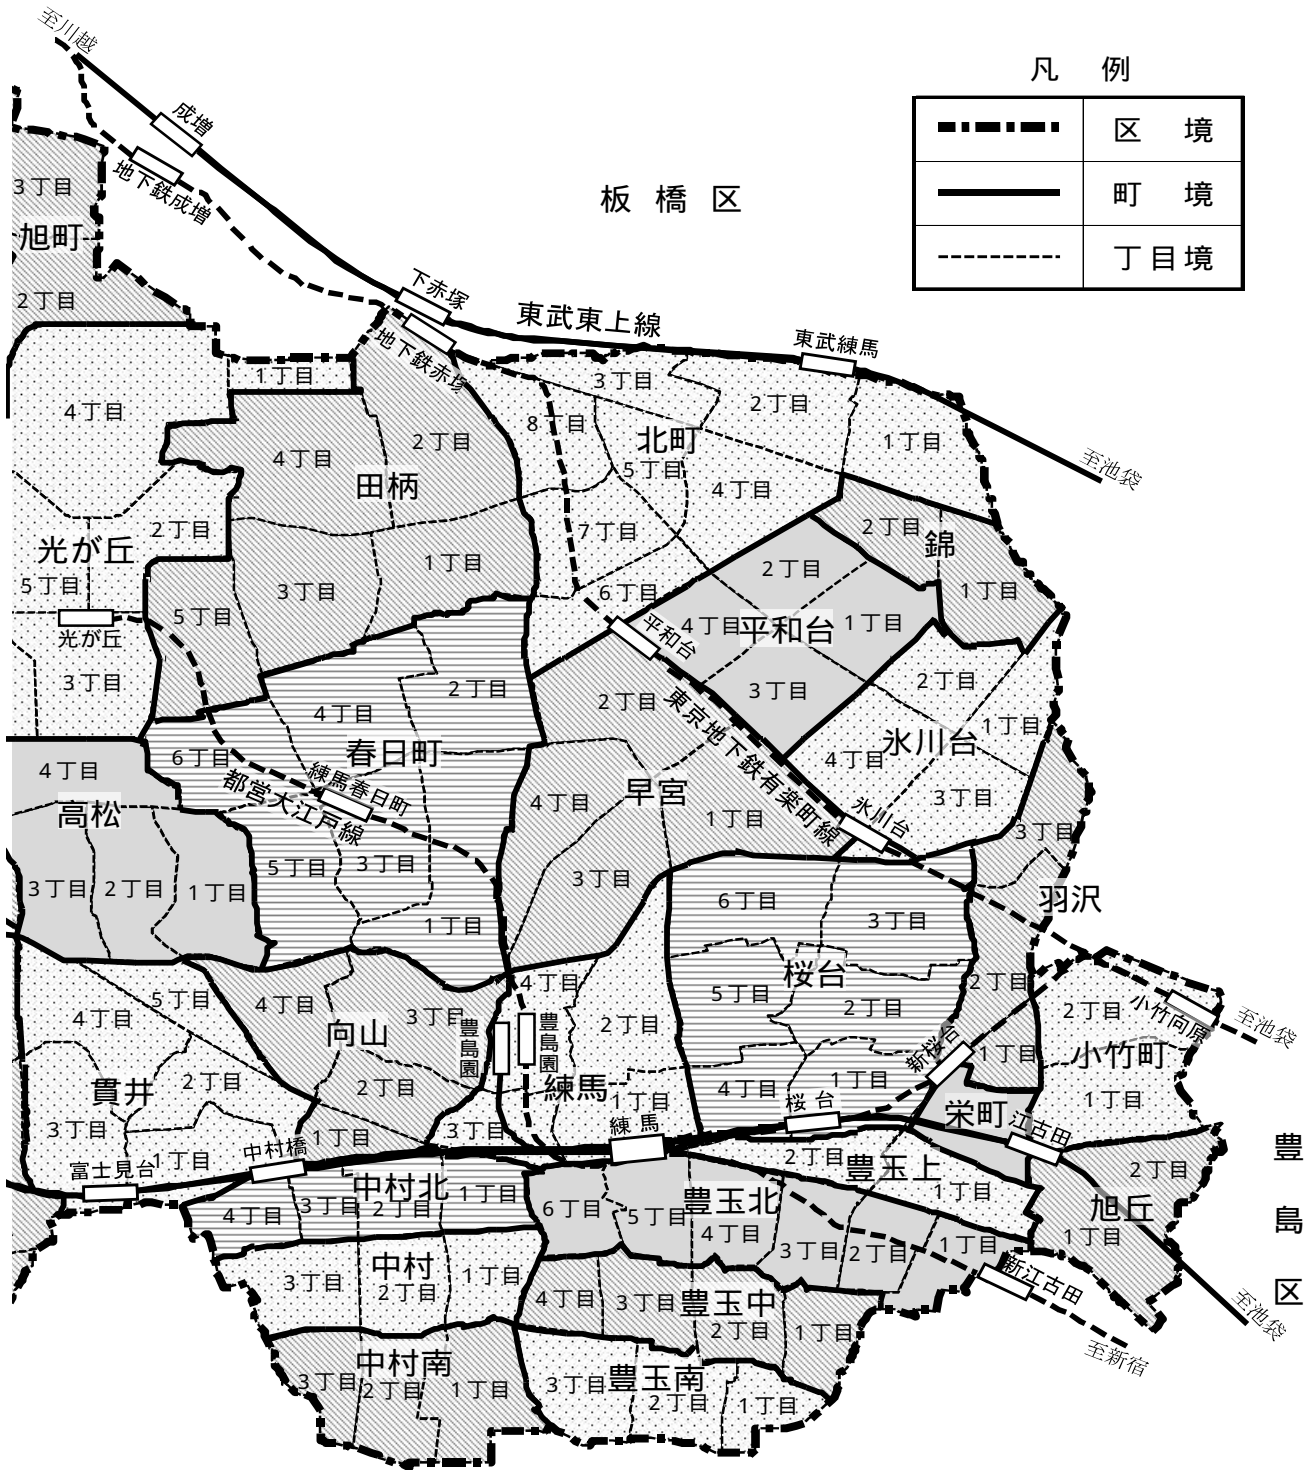 至川越
成増
地下鉄成増
凡 例
区 境
町 境
丁目境
板橋区
3丁目
旭町
2丁目
下赤塚
地下鉄赤塚
東武東上線
東武練馬
至池袋
1丁目
4丁目
2丁目
光が丘
5丁目
光が丘
3丁目
2丁目
4丁目
田柄
1丁目
3丁目
5丁目
3丁目
2丁目
1丁目
8丁目
北町
5丁目
4丁目
7丁目
6丁目
2丁目
錦
1丁目
2丁目
4丁目
平和台
1丁目
3丁目
平和台
2丁目
1丁目
氷川台
4丁目
3丁目
氷川台
東京地下鉄有楽町線
2丁目
4丁目
春日町
6丁目
練馬春日町
都営大江戸線
5丁目
3丁目
1丁目
4丁目
高松
3丁目
2丁目
1丁目
2丁目
早宮
4丁目
1丁目
3丁目
3丁目
羽沢
2丁目
1丁目
6丁目
3丁目
桜台
5丁目
2丁目
4丁目
1丁目
新桜台
桜台
5丁目
4丁目
2丁目
貫井
3丁目
1丁目
富士見台
中村橋
4丁目
3丁目
向山
2丁目
1丁目
豊島園
豊島園
4丁目
2丁目
練馬
1丁目
3丁目
練馬
2丁目
小竹向原
至池袋
小竹町
1丁目
栄町
江古田
2丁目
旭丘
1丁目
豊島区
至池袋
2丁目
豊玉上
1丁目
中村北
1丁目
3丁目
2丁目
4丁目
6丁目
5丁目
豊玉北
4丁目
3丁目
2丁目
1丁目
新江古田
至新宿
中村
3丁目
2丁目
1丁目
4丁目
3丁目
豊玉中
2丁目
1丁目
中村南
3丁目
2丁目
1丁目
3丁目
豊玉南
2丁目
1丁目